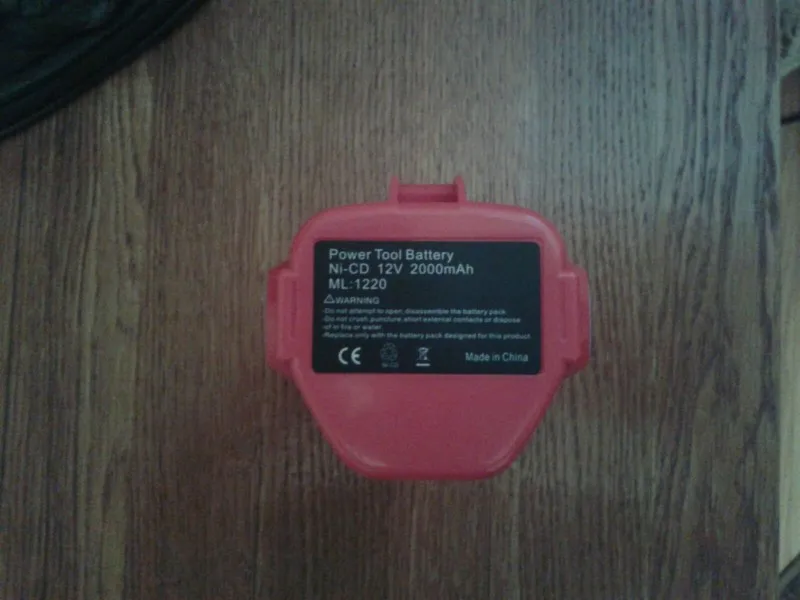 Power Tool Battery
Ni-CD 12V 2000mAh
ML:1220
WARNING
-Do not attempt to open, disassemble the battery pack.
-Do not crush, puncture, short external contacts or dispose
of in fire or water.
-Replace only with the battery pack designed for this product.
CE NI-CD Made in China